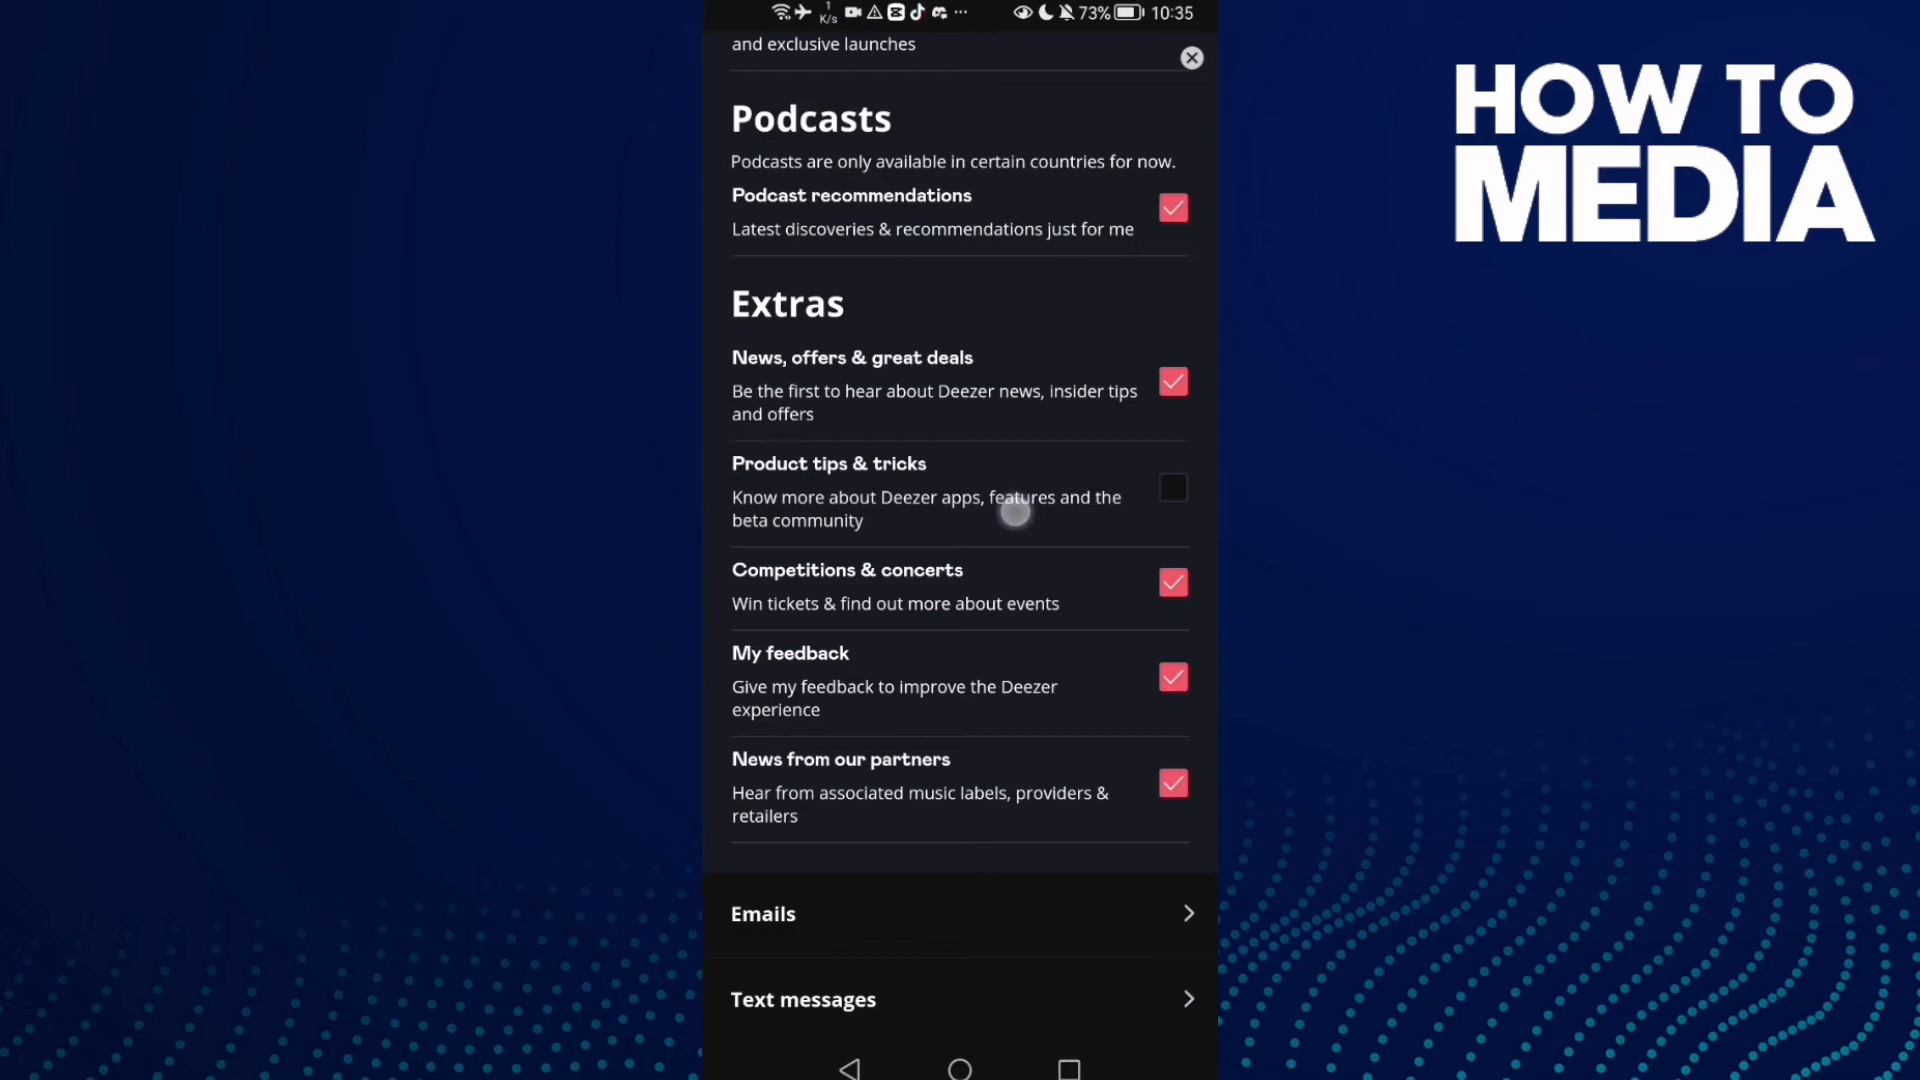 1
K/s
73%
10:35
and exclusive launches
HOW TO
MEDIA
Podcasts
Podcasts are only available in certain countries for now.
Podcast recommendations
Latest discoveries & recommendations just for me
Extras
News, offers & great deals
Be the first to hear about Deezer news, insider tips
and offers
Product tips & tricks
Know more about Deezer apps, features and the
beta community
Competitions & concerts
Win tickets & find out more about events
My feedback
Give my feedback to improve the Deezer
experience
News from our partners
Hear from associated music labels, providers &
retailers
Emails
Text messages